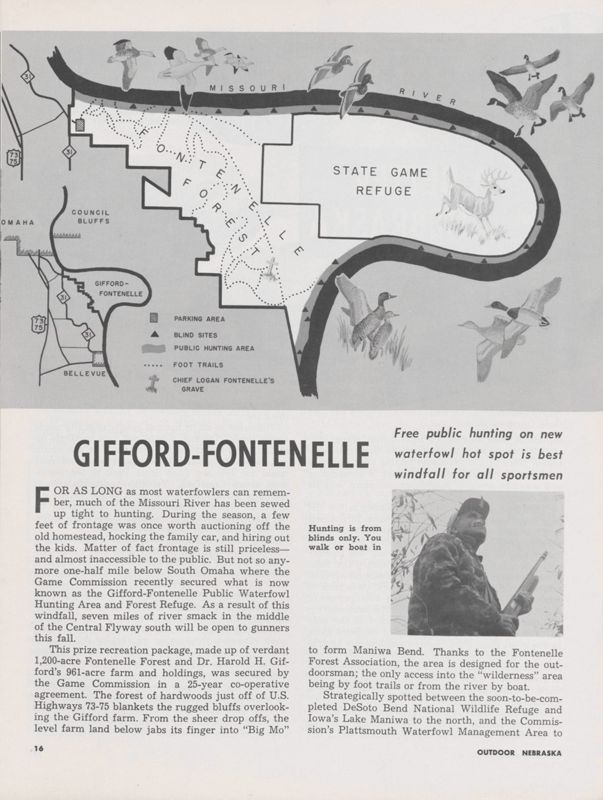 MISSOURI RIVER
31
73
75
31
FONTENELLE
FOREST
STATE GAME
REFUGE
OMAHA
COUNCIL
BLUFFS
GIFFORD-
FONTENELLE
31
73
75
31
BELLEVUE
PARKING AREA
BLIND SITES
PUBLIC HUNTING AREA
FOOT TRAILS
CHIEF LOGAN FONTENELLE'S
GRAVE
GIFFORD-FONTENELLE
Free public hunting on new
waterfowl hot spot is best
windfall for all sportsmen
FOR AS LONG as most waterfowlers can remem-
ber, much of the Missouri River has been sewed
up tight to hunting. During the season, a few
feet of frontage was once worth auctioning off the
old homestead, hocking the family car, and hiring out
the kids. Matter of fact frontage is still priceless—
and almost inaccessible to the public. But not so any-
more one-half mile below South Omaha where the
Game Commission recently secured what is now
known as the Gifford-Fontenelle Public Waterfowl
Hunting Area and Forest Refuge. As a result of this
windfall, seven miles of river smack in the middle
of the Central Flyway south will be open to gunners
this fall.
This prize recreation package, made up of verdant
1,200-acre Fontenelle Forest and Dr. Harold H. Gif-
ford's 961-acre farm and holdings, was secured by
the Game Commission in a 25-year co-operative
agreement. The forest of hardwoods just off of U.S.
Highways 73-75 blankets the rugged bluffs overlook-
ing the Gifford farm. From the sheer drop offs, the
level farm land below jabs its finger into "Big Mo"
Hunting is from
blinds only. You
walk or boat in
to form Maniwa Bend. Thanks to the Fontenelle
Forest Association, the area is designed for the out-
doorsman; the only access into the "wilderness" area
being by foot trails or from the river by boat.
Strategically spotted between the soon-to-be-com-
pleted DeSoto Bend National Wildlife Refuge and
Iowa's Lake Maniwa to the north, and the Commis-
sion's Plattsmouth Waterfowl Management Area to
16
OUTDOOR NEBRASKA